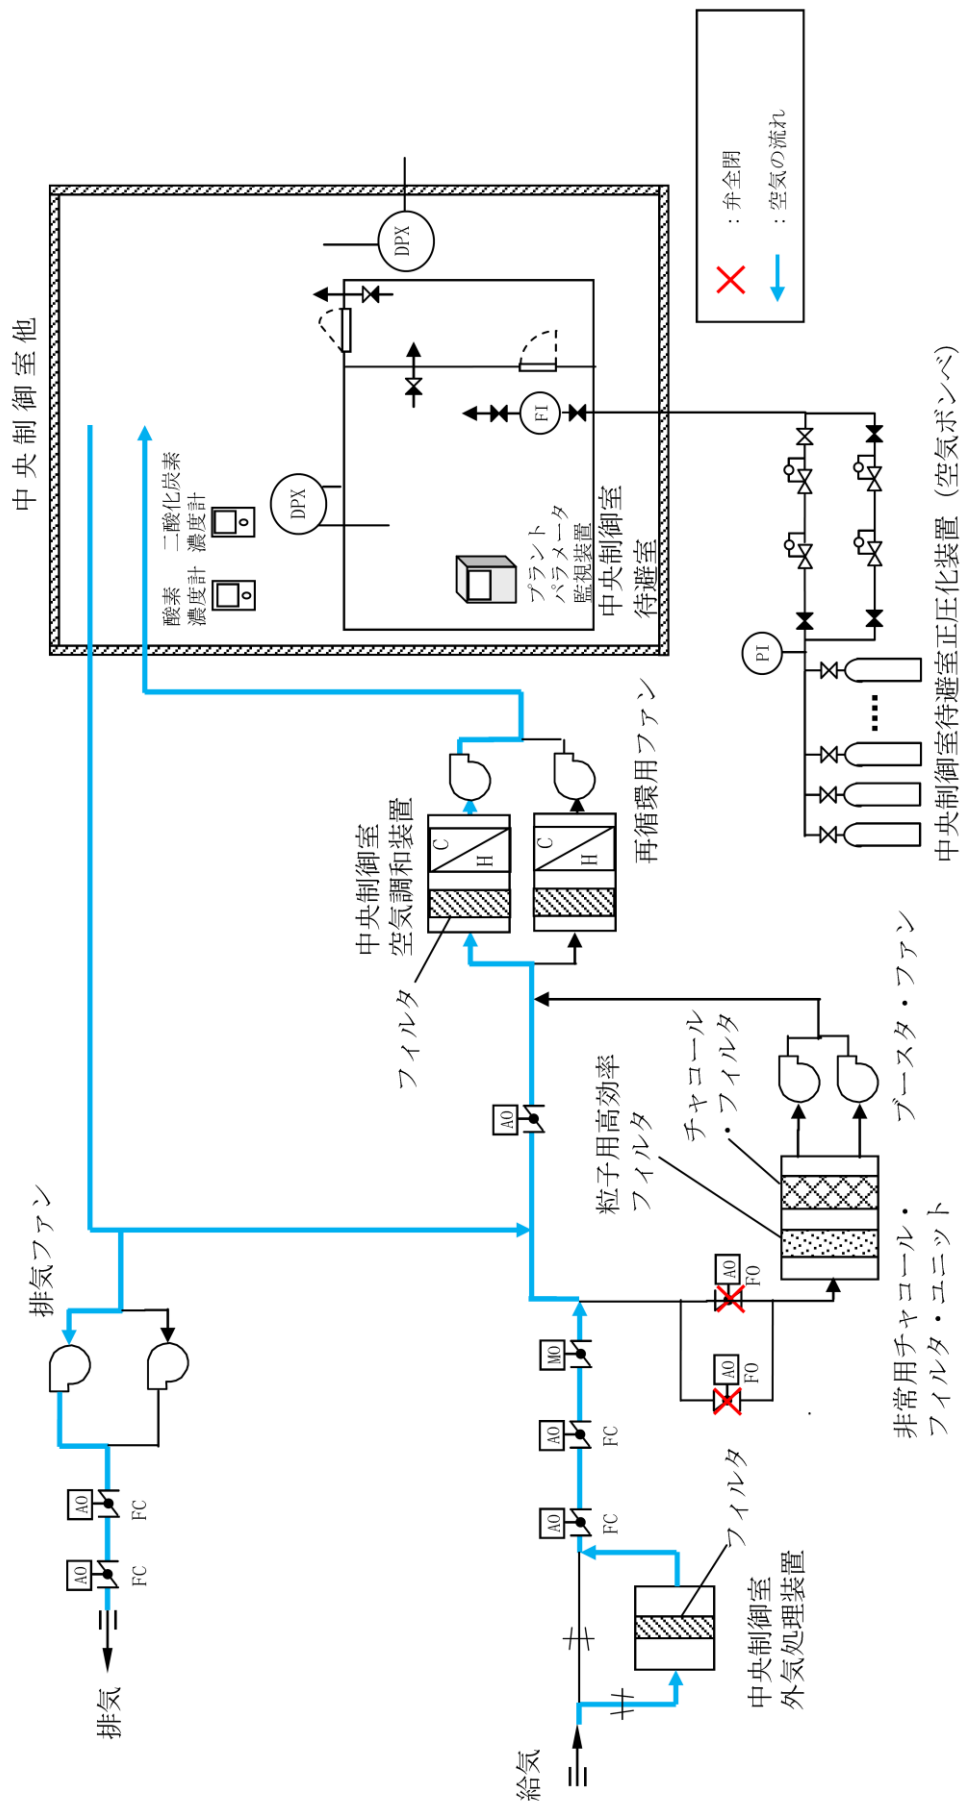 中央制御室他
酸素
濃度計
二酸化炭素
濃度計
DPX
DPX
FI
プラント
パラメータ
監視装置
中央制御室
待避室
：弁全閉
：空気の流れ
PI
中央制御室待避室正圧化装置（空気ボンベ）
中央制御室
空気調和装置
フィルタ
C
H
C
H
再循環用ファン
AO
排気ファン
AO
FC
AO
FC
排気
給気
中央制御室
外気処理装置
フィルタ
AO
FC
AO
FC
MO
AO
FO
AO
FO
粒子用高効率
フィルタ
チャコール
・フィルタ
ブースタ・ファン
非常用チャコール・
フィルタ・ユニット